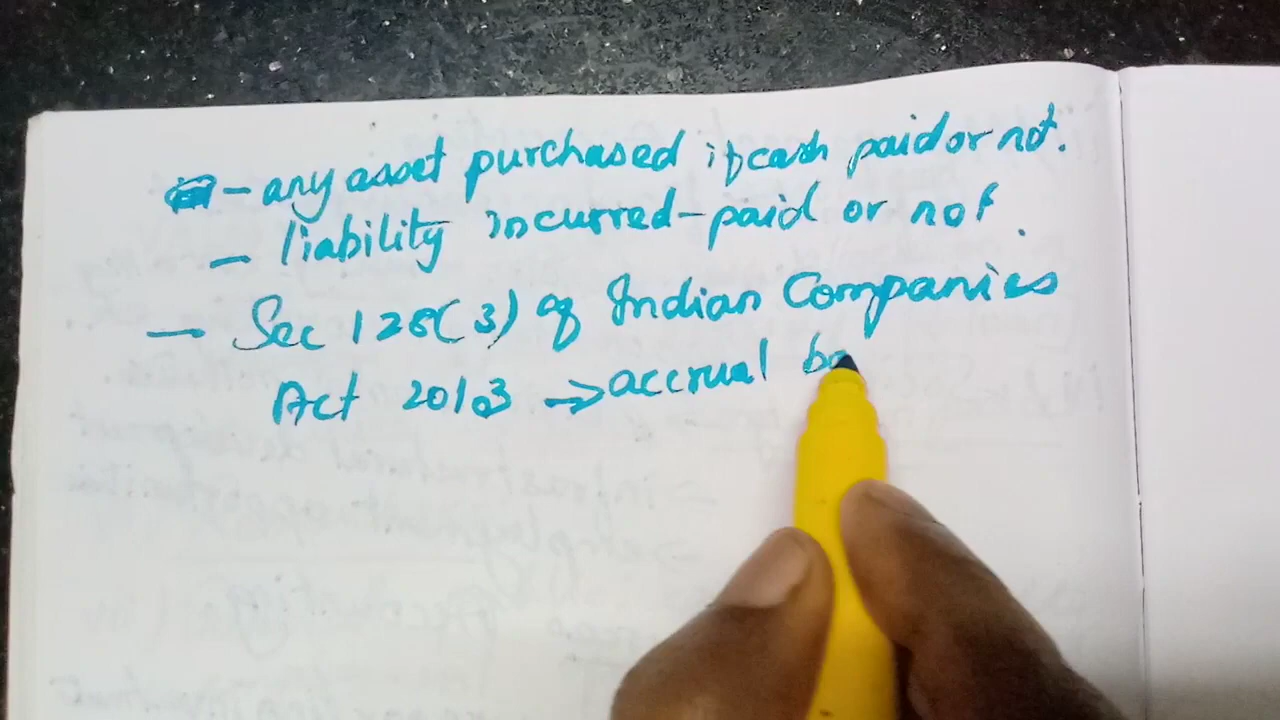 - any asset purchased if cash paid or not.
- liability incurred - paid or not.
- Sec 128(3) of Indian Companies
Act 2013 → accrual ba